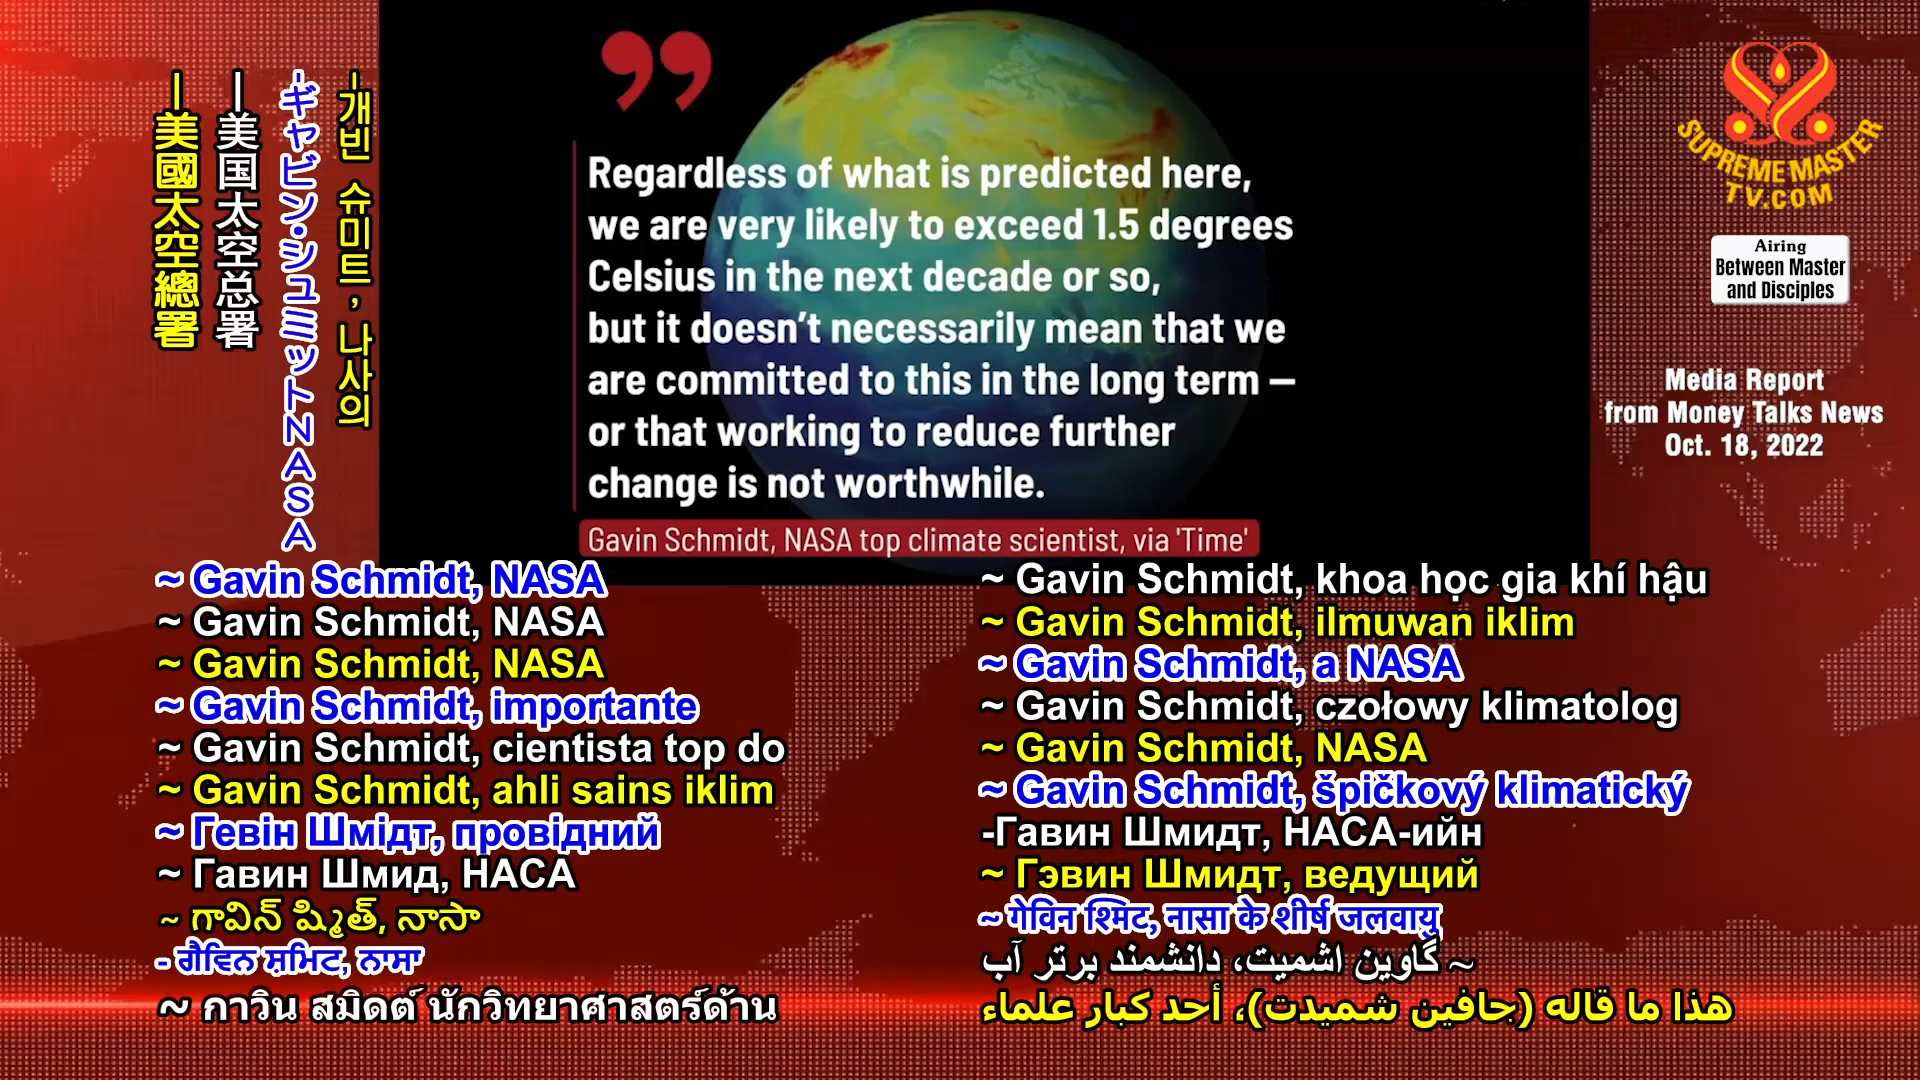 Regardless of what is predicted here,
we are very likely to exceed 1.5 degrees
Celsius in the next decade or so,
but it doesn't necessarily mean that we
are committed to this in the long term —
or that working to reduce further
change is not worthwhile.
Gavin Schmidt, NASA top climate scientist, via 'Time'
SUPREME MASTER
TV.COM
Airing
Between Master
and Disciples
Media Report
from Money Talks News
Oct. 18, 2022
–개빈 슈미트, 나사의
-ギャビン・シュミットNASA
—美国太空总署
—美國太空總署
~ Gavin Schmidt, NASA
~ Gavin Schmidt, NASA
~ Gavin Schmidt, NASA
~ Gavin Schmidt, importante
~ Gavin Schmidt, cientista top do
~ Gavin Schmidt, ahli sains iklim
~ Гевін Шмідт, провідний
~ Гавин Шмид, НАСА
~ గావిన్ ష్మిత్, నాసా
- ਗੈਵਿਨ ਸ਼ਮਿਟ, ਨਾਸਾ
~ กาวิน สมิดต์ นักวิทยาศาสตร์ด้าน
~ Gavin Schmidt, khoa học gia khí hậu
~ Gavin Schmidt, ilmuwan iklim
~ Gavin Schmidt, a NASA
~ Gavin Schmidt, czołowy klimatolog
~ Gavin Schmidt, NASA
~ Gavin Schmidt, špičkový klimatický
-Гавин Шмидт, НАСА-ийн
~ Гэвин Шмидт, ведущий
~ गेविन श्मिट, नासा के शीर्ष जलवायु
~ گاوین اشمیت، دانشمند برتر آب
هذا ما قاله (جافين شميدت)، أحد كبار علماء